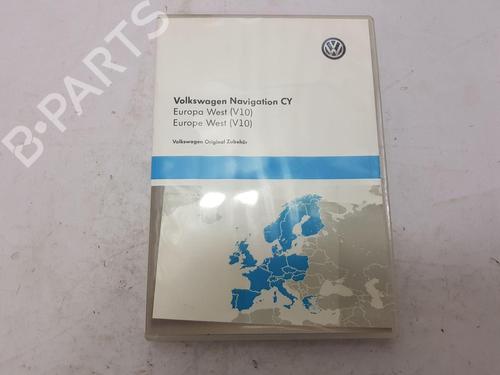 Volkswagen Navigation CY
Europa West (V10)
Europe West (V10)
Volkswagen Original Zubehör
B-PARTS